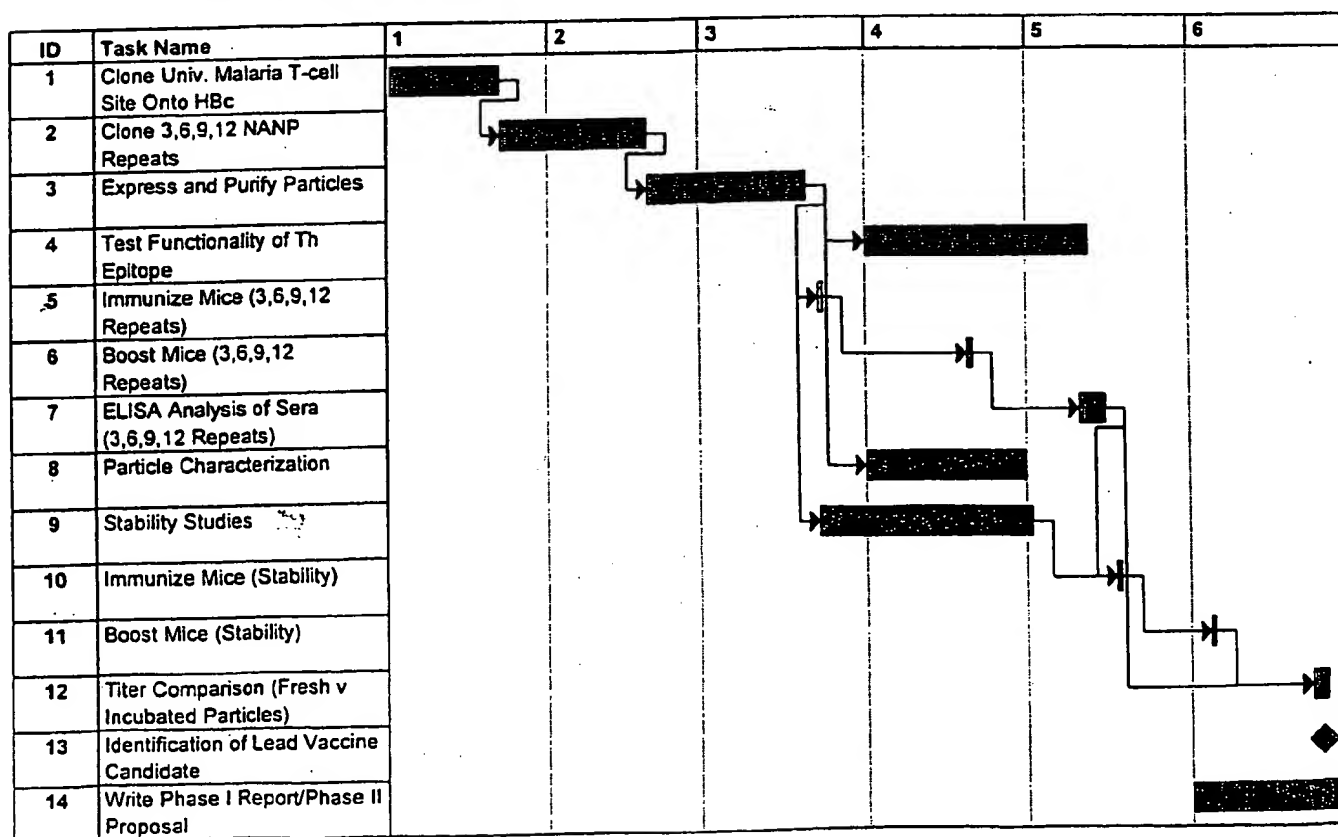 ID Task Name 1 2 3 4 5 6
1 Clone Univ. Malaria T-cell
Site Onto HBc
2 Clone 3,6,9,12 NANP
Repeats
3 Express and Purify Particles
4 Test Functionality of Th
Epitope
5 Immunize Mice (3,6,9,12
Repeats)
6 Boost Mice (3,6,9,12
Repeats)
7 ELISA Analysis of Sera
(3,6,9,12 Repeats)
8 Particle Characterization
9 Stability Studies
10 Immunize Mice (Stability)
11 Boost Mice (Stability)
12 Titer Comparison (Fresh v
Incubated Particles)
13 Identification of Lead Vaccine
Candidate
14 Write Phase I Report/Phase II
Proposal